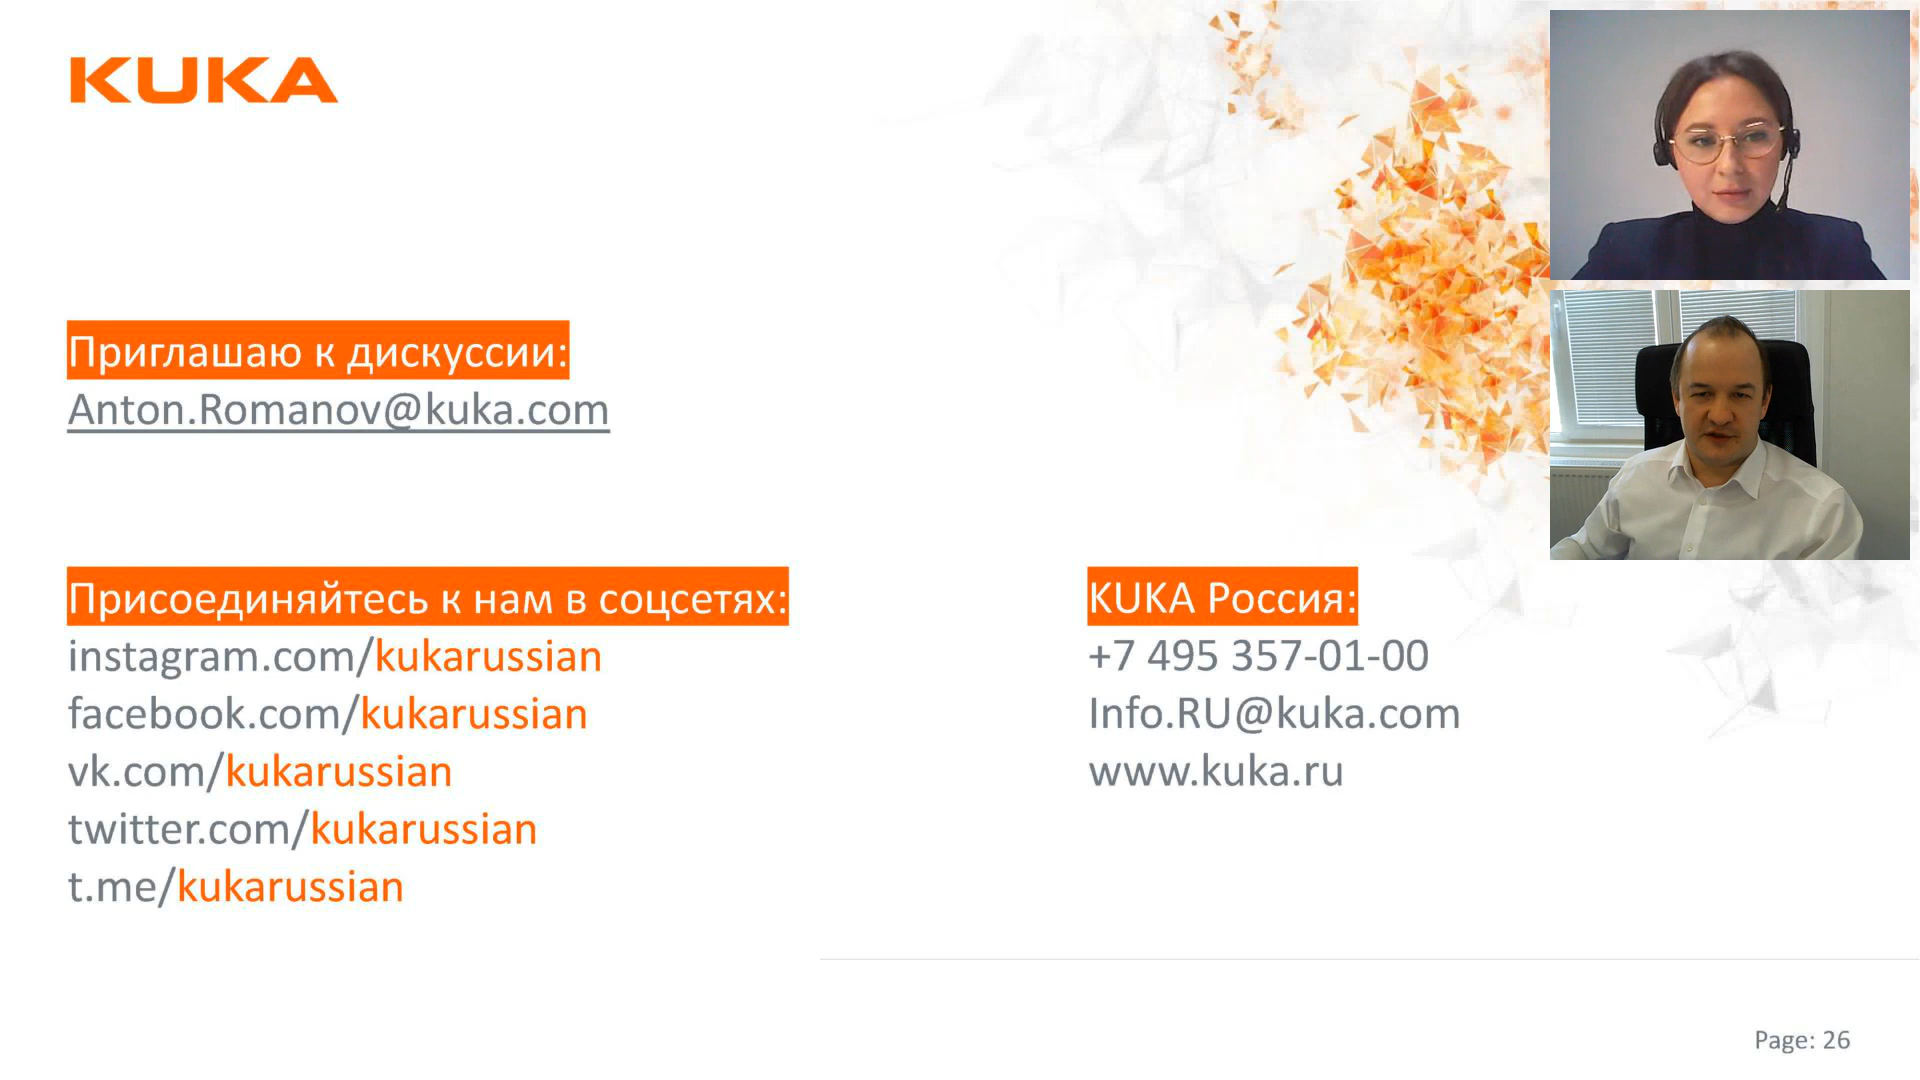 KUKA
Приглашаю к дискуссии:
Anton.Romanov@kuka.com
Присоединяйтесь к нам в соцсетях:
instagram.com/kukarussian
facebook.com/kukarussian
vk.com/kukarussian
twitter.com/kukarussian
t.me/kukarussian
KUKA Россия:
+7 495 357-01-00
Info.RU@kuka.com
www.kuka.ru
Page: 26